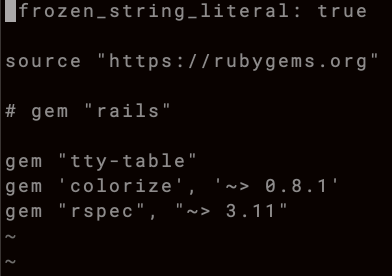 frozen_string_literal: true
source "https://rubygems.org"
# gem "rails"
gem "tty-table"
gem 'colorize', '~> 0.8.1'
gem "rspec", "~> 3.11"
~
~